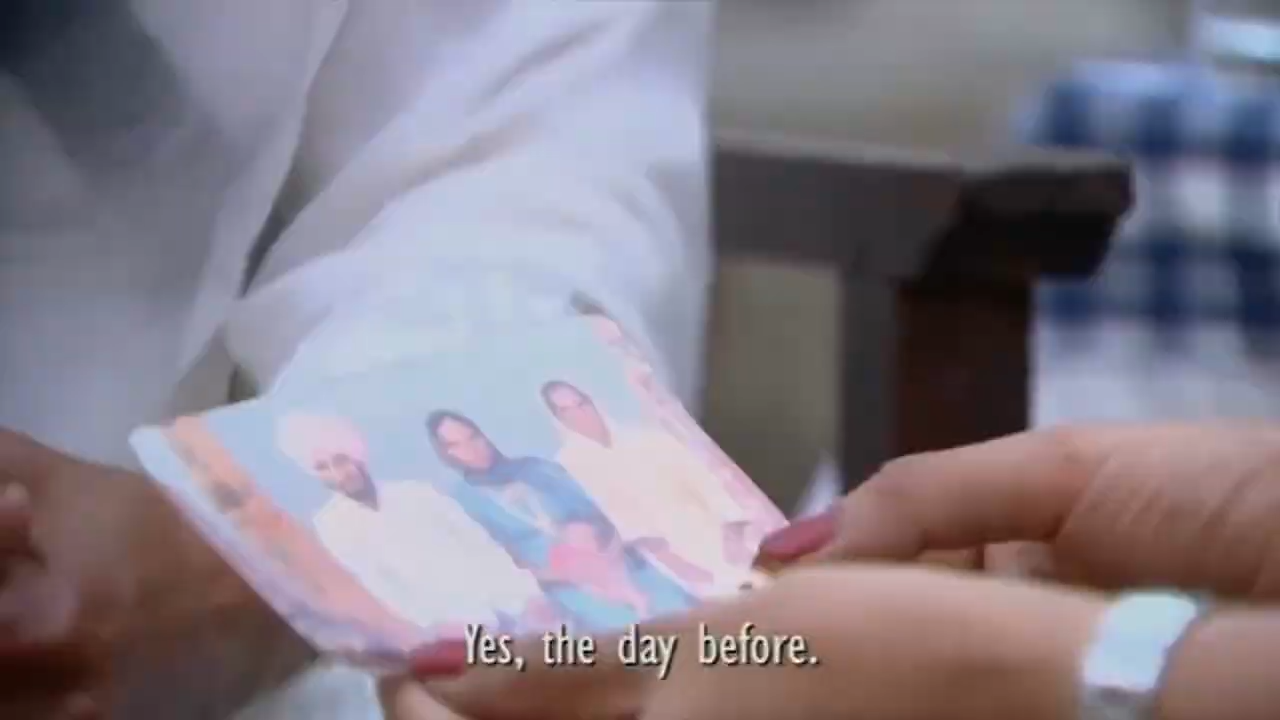 Yes, the day before.